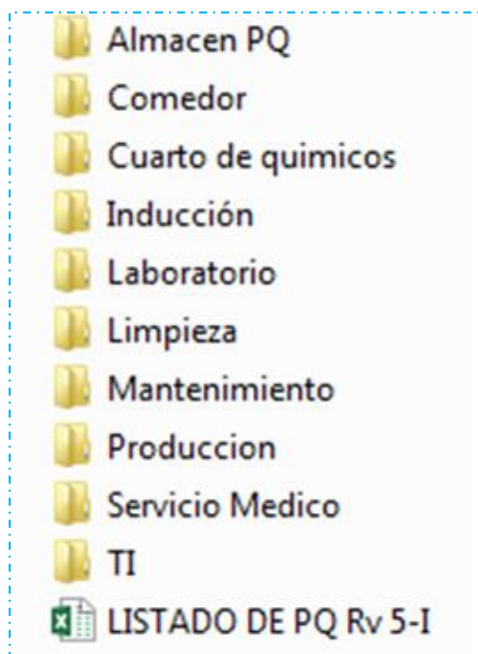 Almacen PQ
Comedor
Cuarto de quimicos
Inducción
Laboratorio
Limpieza
Mantenimiento
Produccion
Servicio Medico
TI
LISTADO DE PQ Rv 5-I